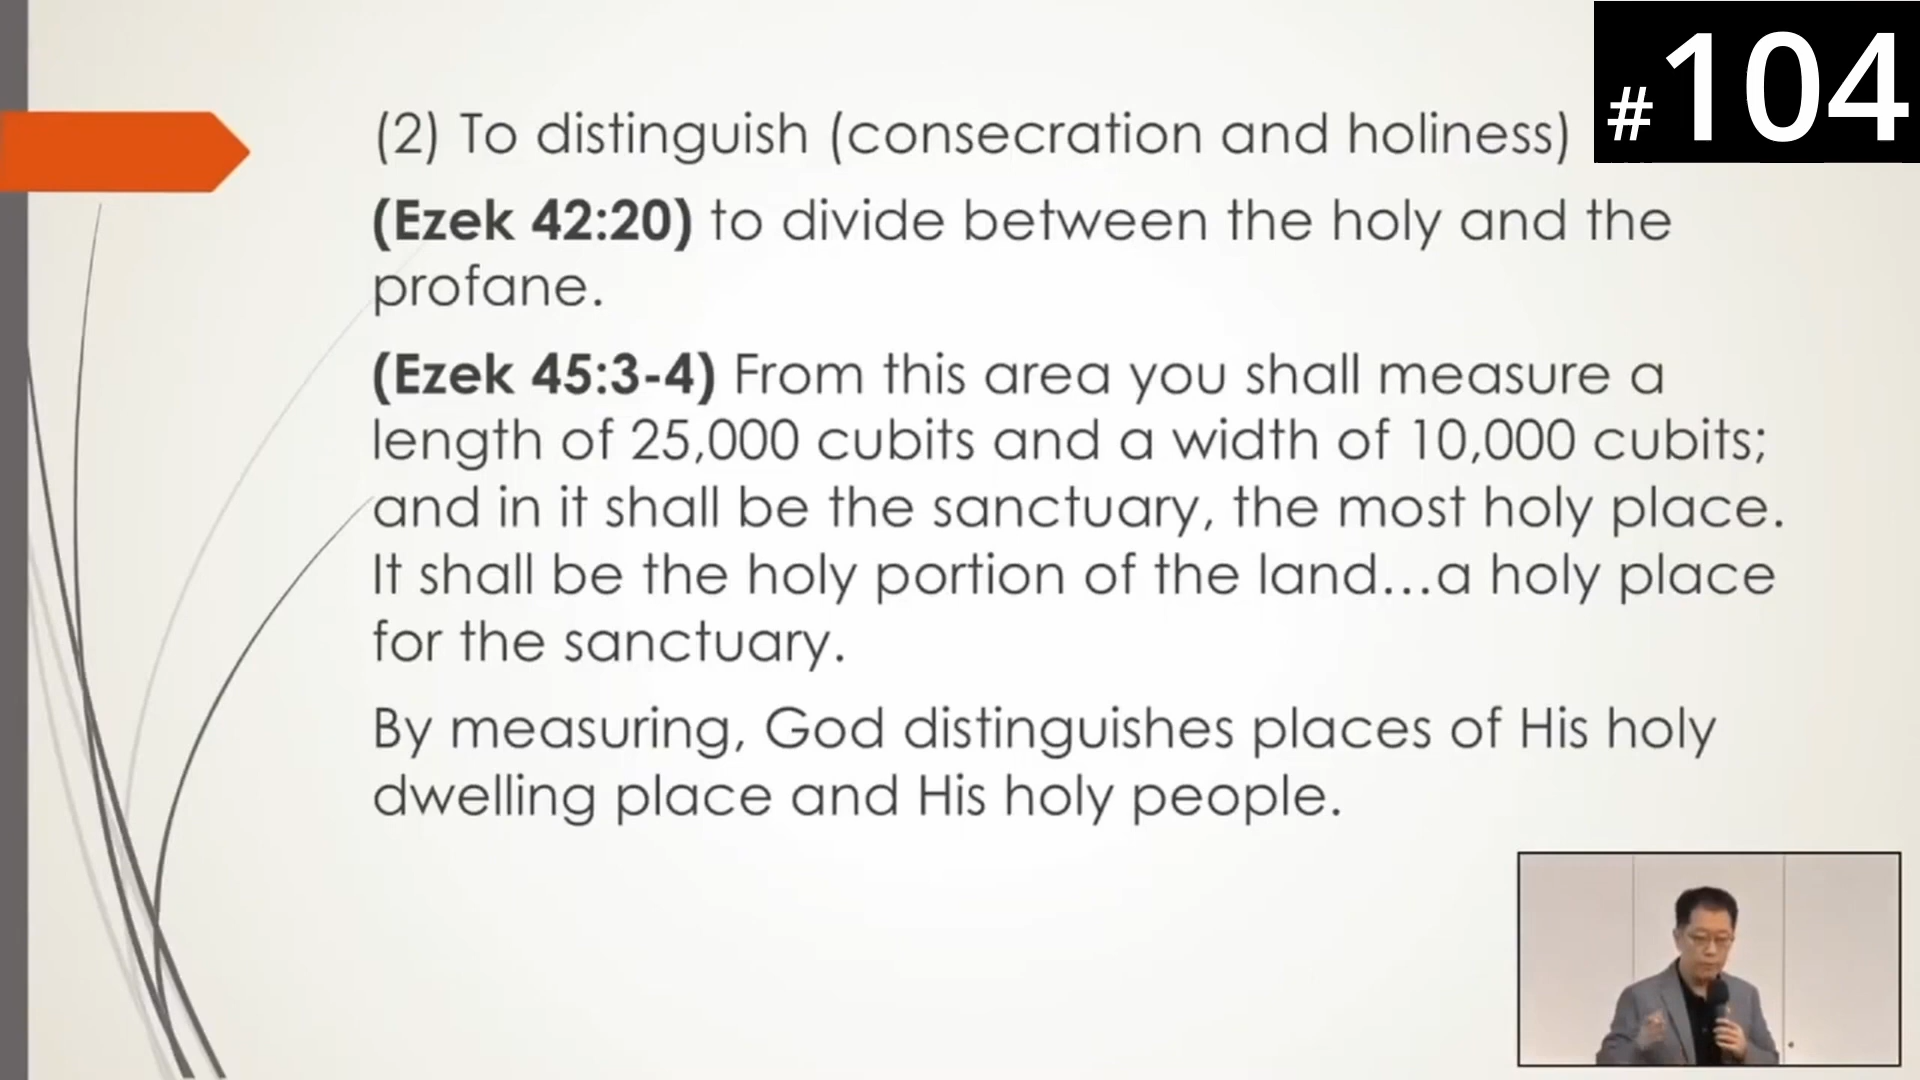 #104
(2) To distinguish (consecration and holiness)
(Ezek 42:20) to divide between the holy and the
profane.
(Ezek 45:3-4) From this area you shall measure a
length of 25,000 cubits and a width of 10,000 cubits;
and in it shall be the sanctuary, the most holy place.
It shall be the holy portion of the land...a holy place
for the sanctuary.
By measuring, God distinguishes places of His holy
dwelling place and His holy people.